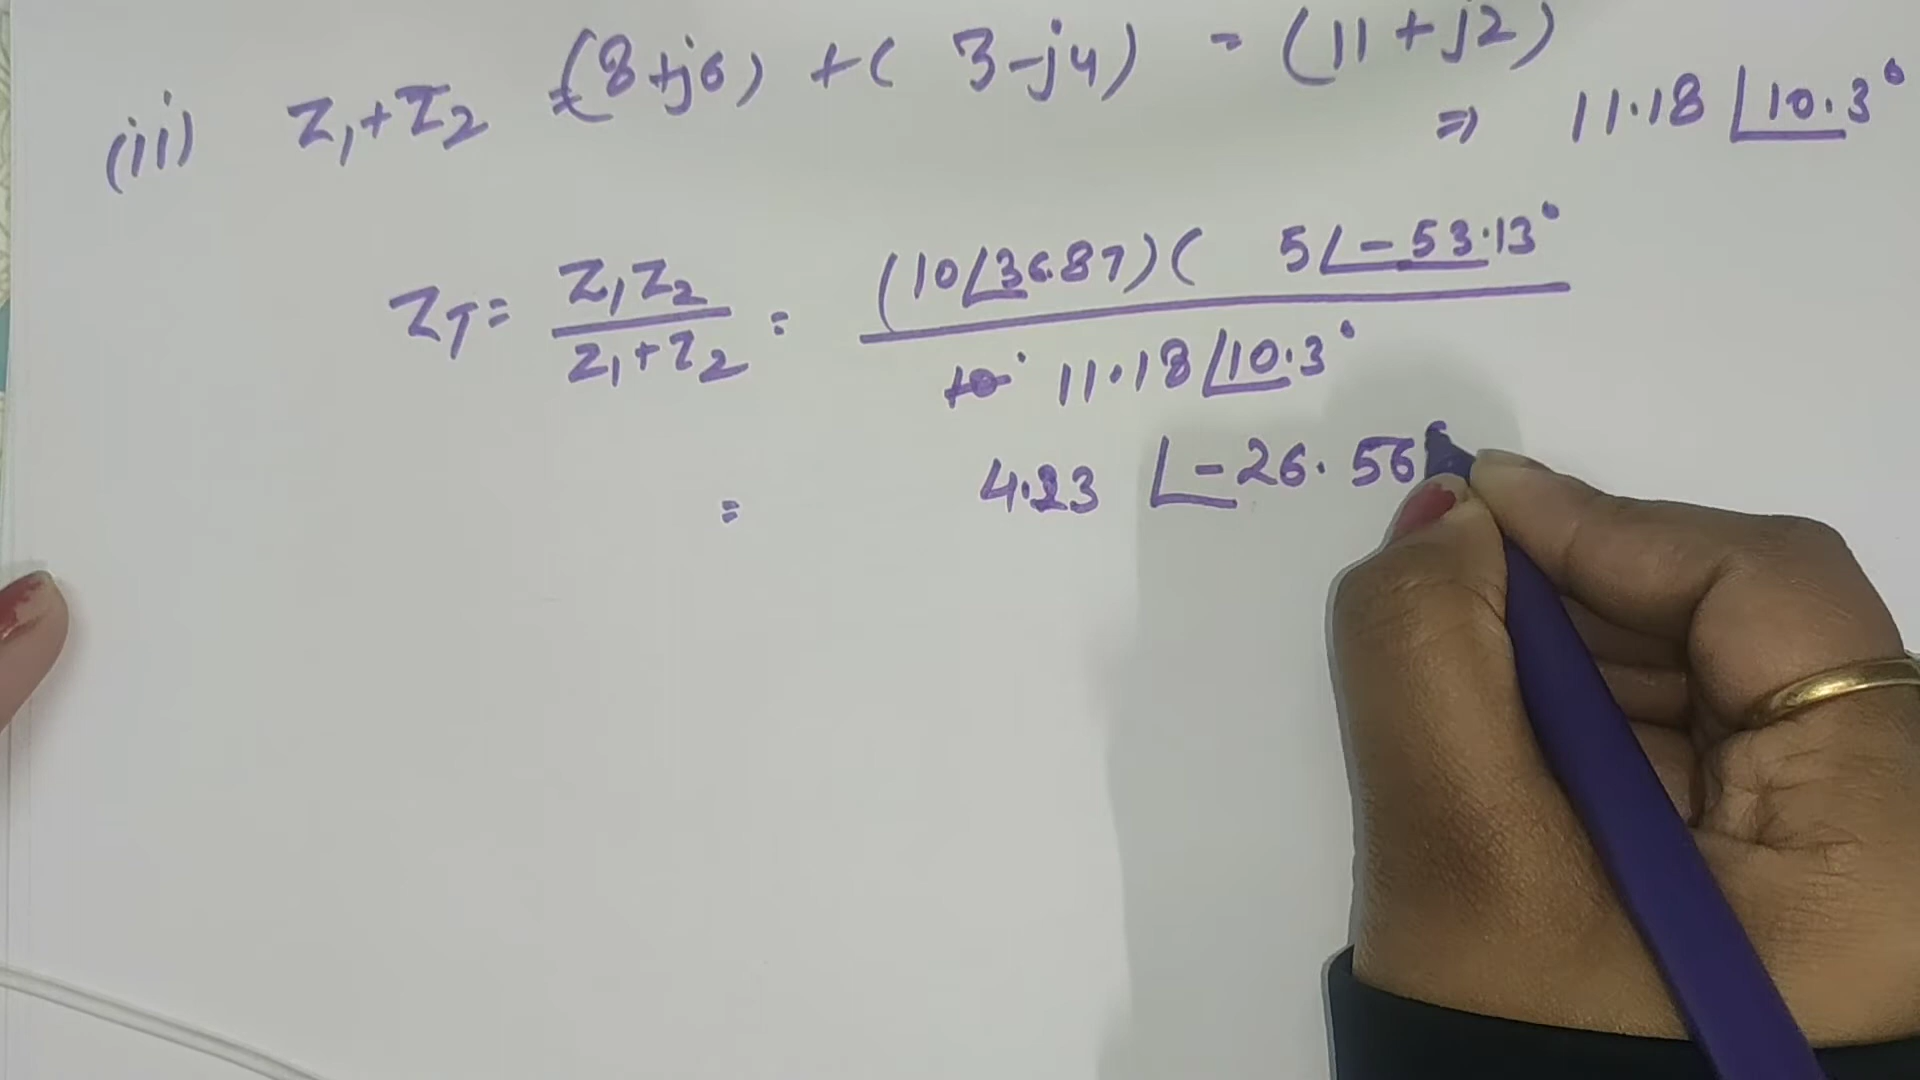 (iii) Z₁+Z₂ = (8+j6) + (3-j4) = (11+j2)
⇒ 11.18 ∠10.3°
Z_T = Z₁Z₂ / Z₁+Z₂ = (10∠36.87)( 5∠-53.13° / 11.18∠10.3°
= 4.23 ∠-26.56°